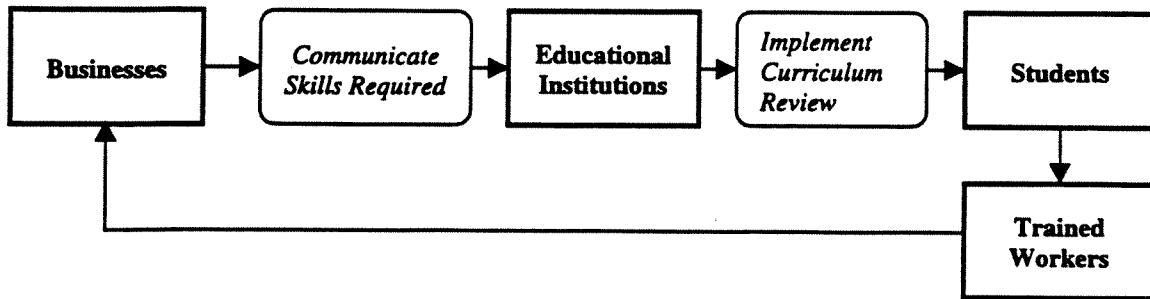 Businesses
Communicate
Skills Required
Educational
Institutions
Implement
Curriculum
Review
Students
Trained
Workers